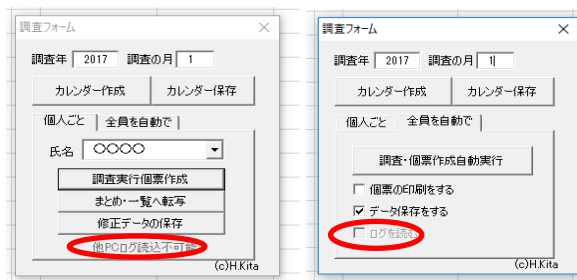 調査フォーム
調査年 2017 調査の月 1
カレンダー作成 カレンダー保存
個人ごと 全員を自動で
氏名 〇〇〇〇
調査実行個票作成
まとめ・一覧へ転写
修正データの保存
他PCログ読込不可能
(c)H.Kita
調査フォーム
調査年 2017 調査の月 1
カレンダー作成 カレンダー保存
個人ごと 全員を自動で
調査・個票作成自動実行
個票の印刷をする
データ保存をする
ログを読む
(c)H.Kita